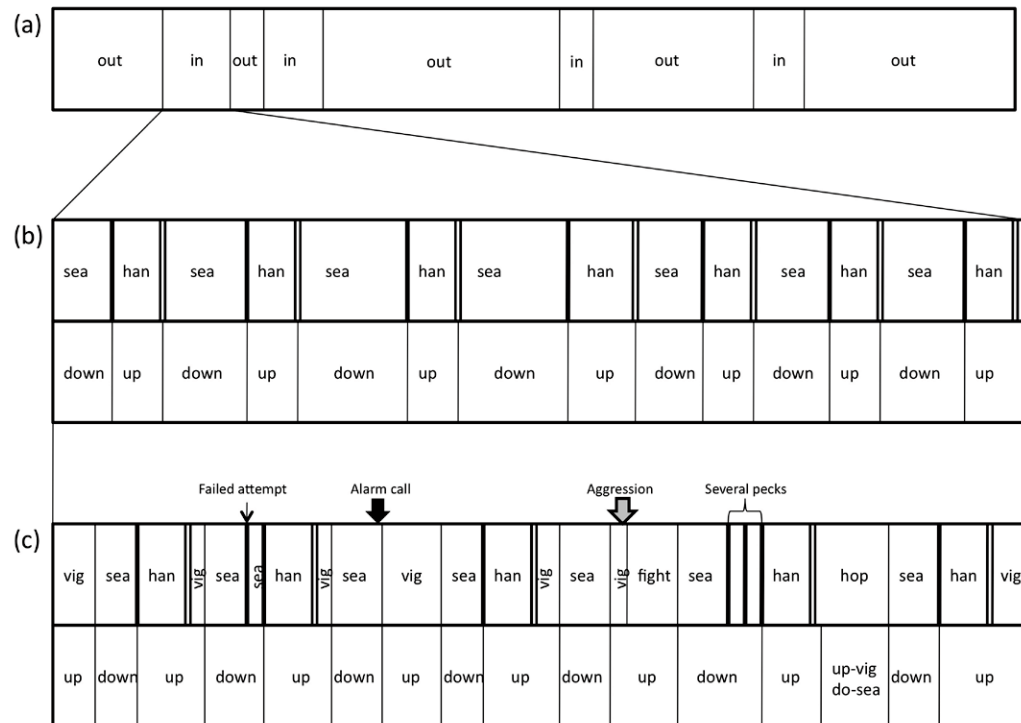 (a)
out in out in out in out in out
(b)
sea han sea han sea han sea han sea han sea han sea han
down up down up down up down up down up down up down up
Failed attempt Alarm call Aggression Several pecks
(c)
vig sea han vig sea sea han vig sea vig sea han vig sea vig fight sea han hop sea han vig
up down up down up down up down up down up down up up-vig down up
do-sea